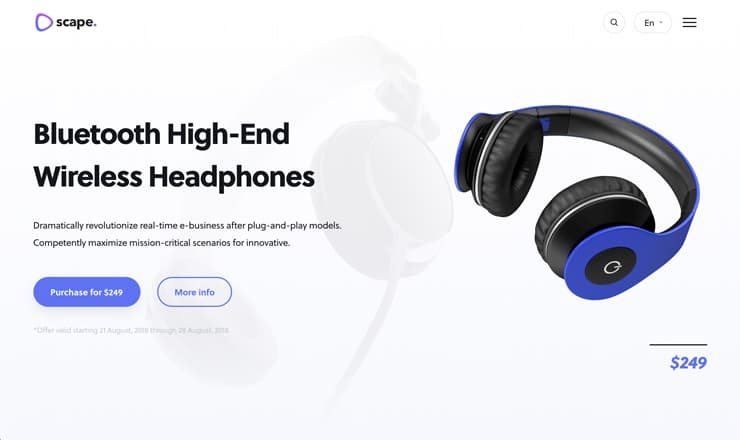 scape.
En
Bluetooth High-End
Wireless Headphones
Dramatically revolutionize real-time e-business after plug-and-play models.
Competently maximize mission-critical scenarios for innovative.
Purchase for $249
More info
*Offer valid starting 21 August, 2018 through 28 August, 2018.
$249